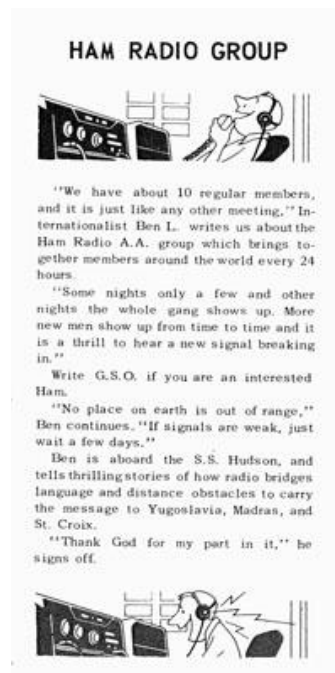 HAM RADIO GROUP
"We have about 10 regular members,
and it is just like any other meeting." In-
ternationalist Ben L. writes us about the
Ham Radio A.A. group which brings to-
gether members around the world every 24
hours.
"Some nights only a few and other
nights the whole gang shows up. More
new men show up from time to time and it
is a thrill to hear a new signal breaking
in."
Write G.S.O. if you are an interested
Ham.
"No place on earth is out of range,"
Ben continues. "If signals are weak, just
wait a few days."
Ben is aboard the S.S. Hudson, and
tells thrilling stories of how radio bridges
language and distance obstacles to carry
the message to Yugoslavia, Madras, and
St. Croix.
"Thank God for my part in it," he
signs off.